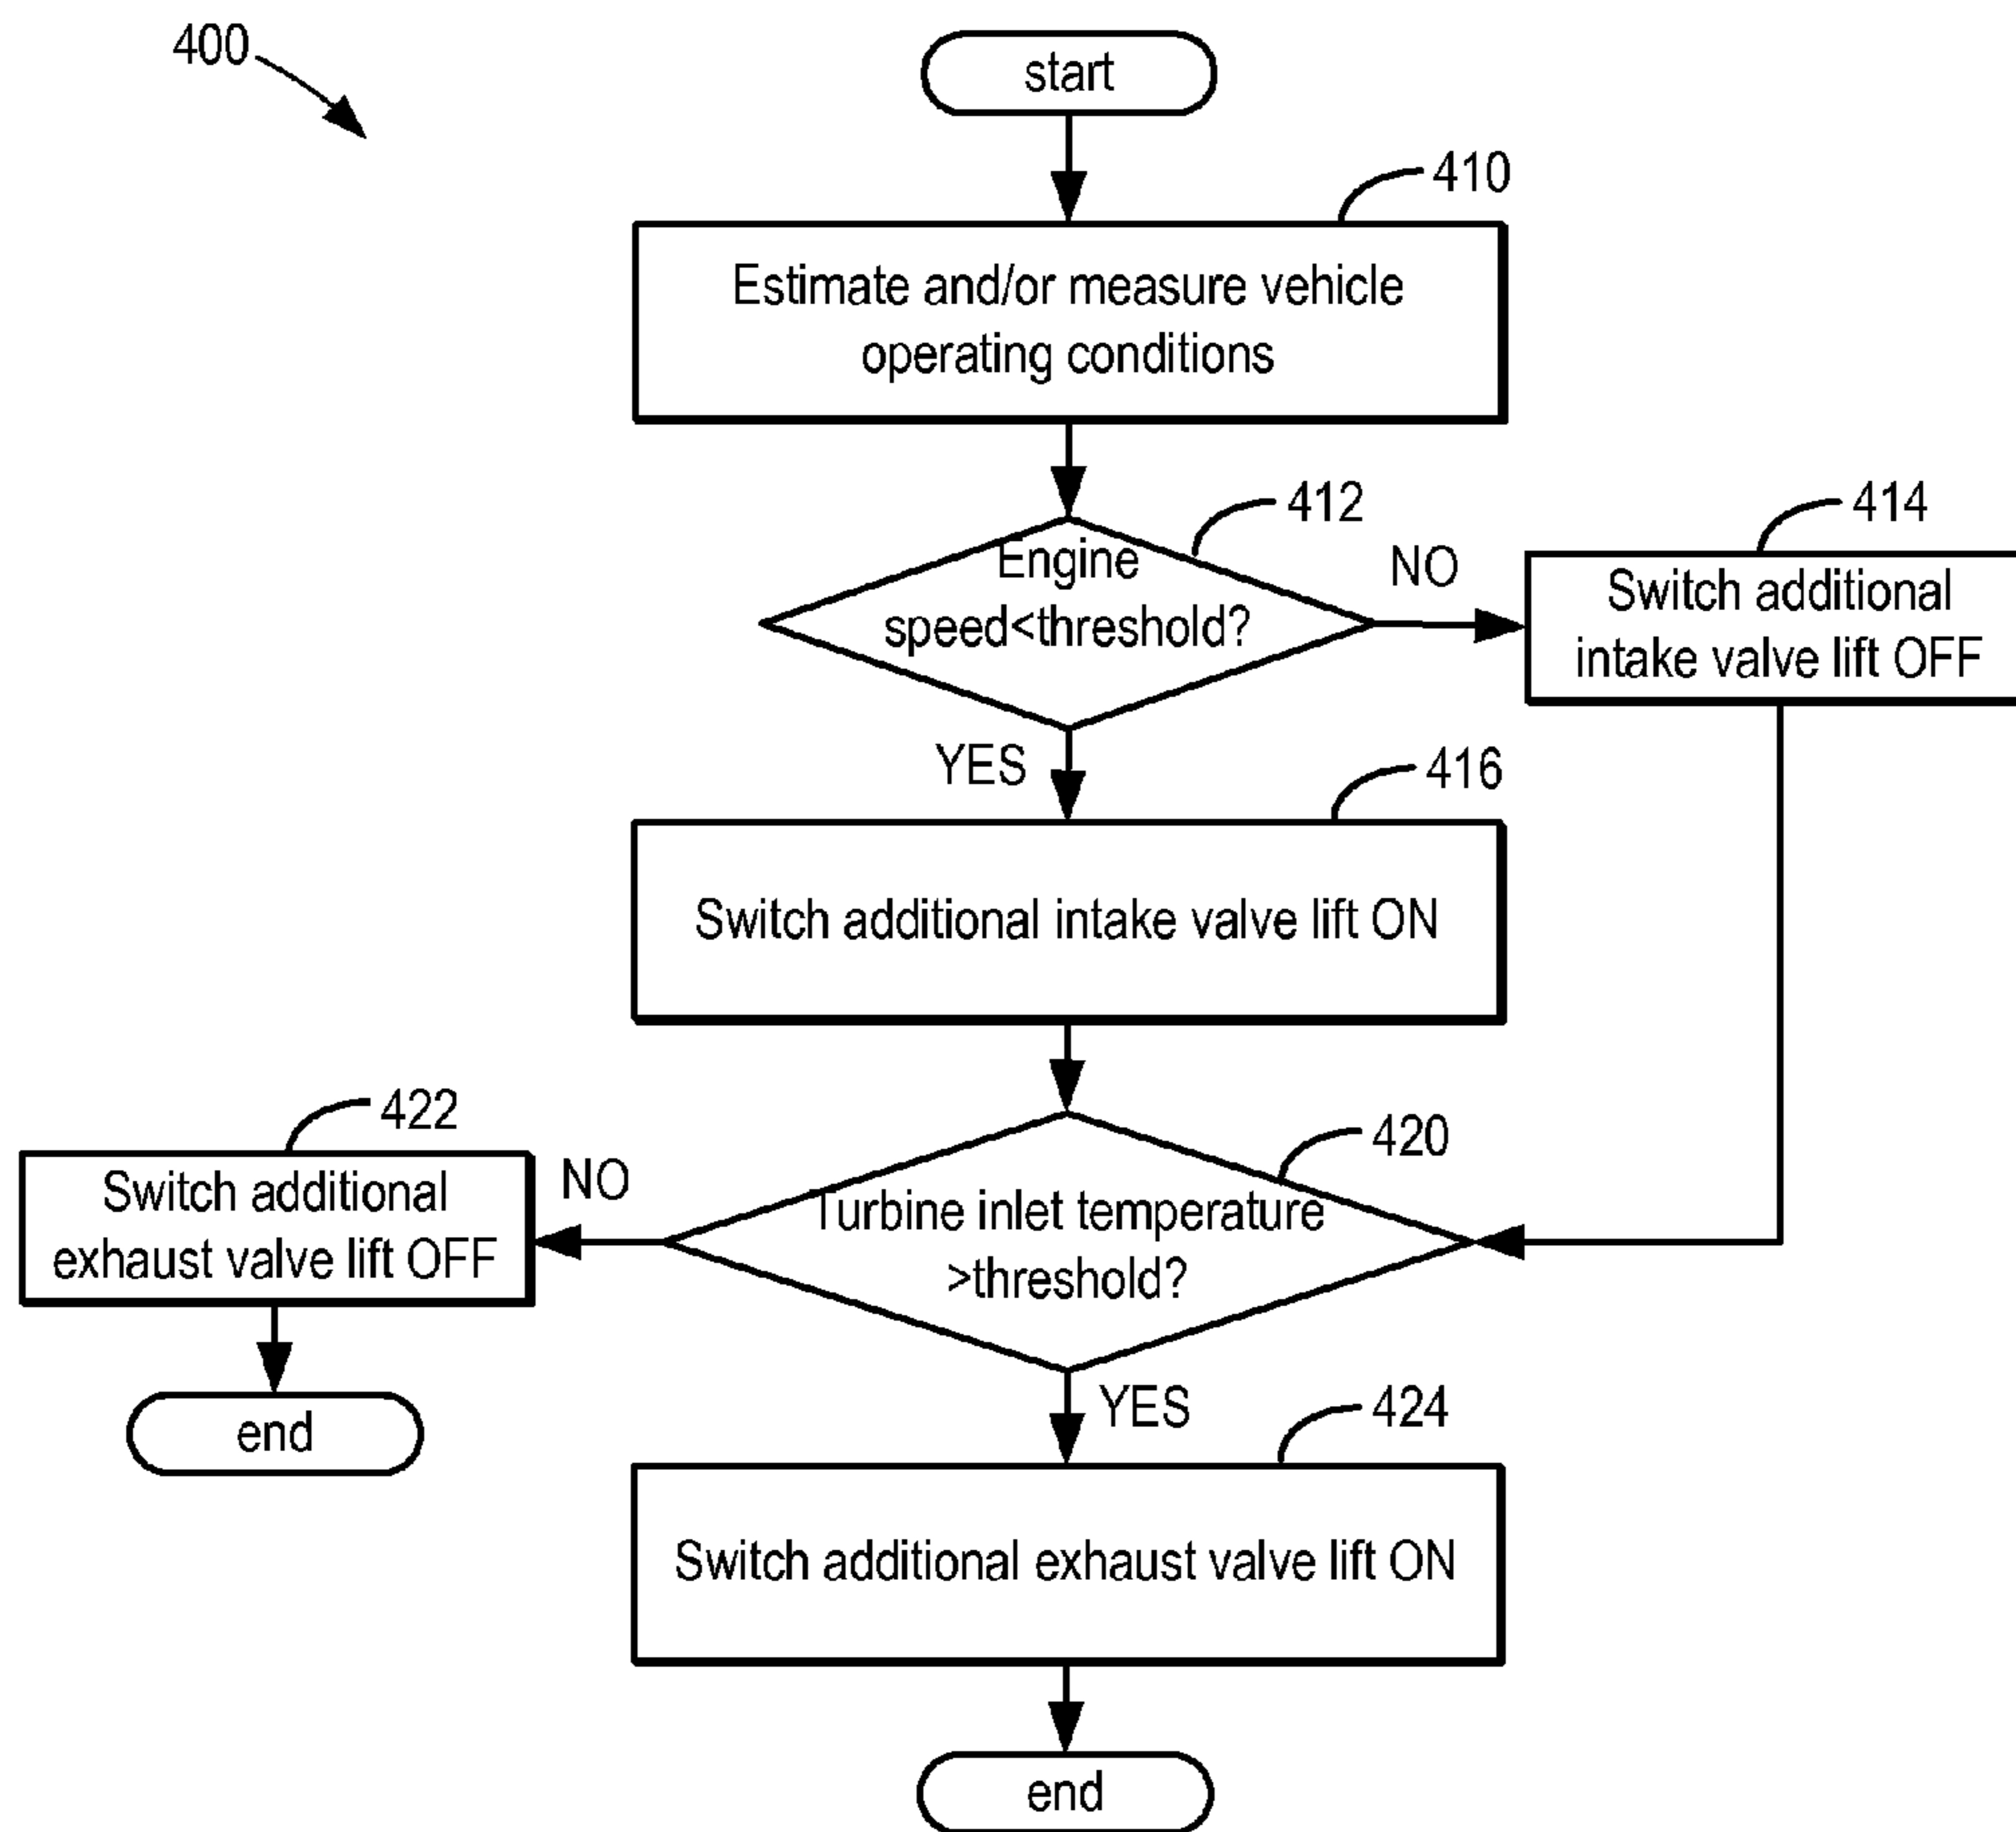 400
start
410
Estimate and/or measure vehicle
operating conditions
412
414
Engine
speed<threshold?
NO
Switch additional
intake valve lift OFF
YES
416
Switch additional intake valve lift ON
422
420
Switch additional
exhaust valve lift OFF
NO
Turbine inlet temperature
>threshold?
end
YES
424
Switch additional exhaust valve lift ON
end